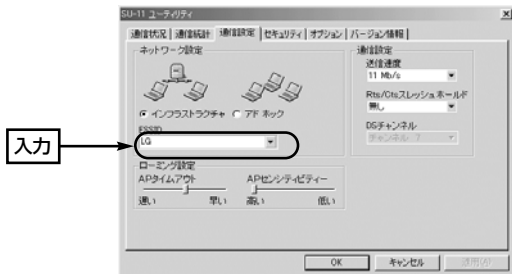 SU-11 ユーティリティ
通信状況 通信統計 通信設定 セキュリティ オプション バージョン情報
ネットワーク設定
インフラストラクチャ アド ホック
ESSID
LG
入力
ローミング設定
APタイムアウト APセンシティビティー
遅い 早い 高い 低い
通信設定
送信速度
11 Mb/s
Rts/Ctsスレッショホールド
無し
DSチャンネル
チャンネル 7
OK キャンセル 適用(A)